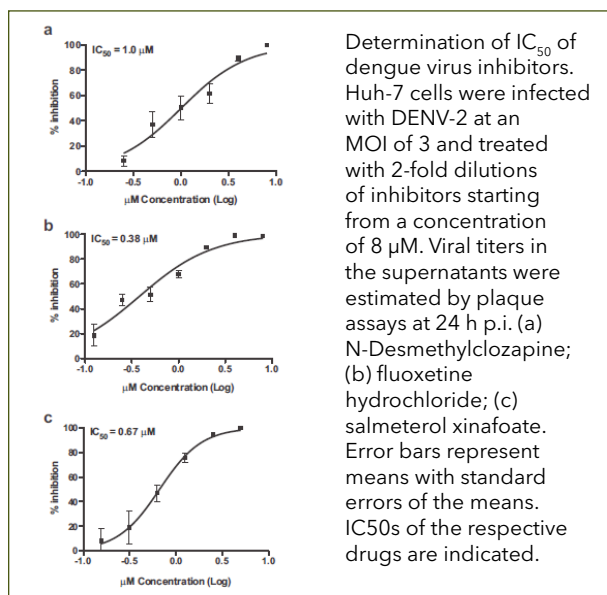 a
IC50 = 1.0 μM
100
80
60
40
20
0
-1.0 -0.5 0.0 0.5 1.0
% inhibition
μM Concentration (Log)
b
IC50 = 0.38 μM
100
80
60
40
20
0
-1.0 -0.5 0.0 0.5 1.0
% inhibition
μM Concentration (Log)
c
IC50 = 0.67 μM
100
80
60
40
20
0
-1.0 -0.5 0.0 0.5 1.0
% inhibition
μM Concentration (Log)
Determination of IC50 of
dengue virus inhibitors.
Huh-7 cells were infected
with DENV-2 at an
MOI of 3 and treated
with 2-fold dilutions
of inhibitors starting
from a concentration
of 8 μM. Viral titers in
the supernatants were
estimated by plaque
assays at 24 h p.i. (a)
N-Desmethylclozapine;
(b) fluoxetine
hydrochloride; (c)
salmeterol xinafoate.
Error bars represent
means with standard
errors of the means.
IC50s of the respective
drugs are indicated.